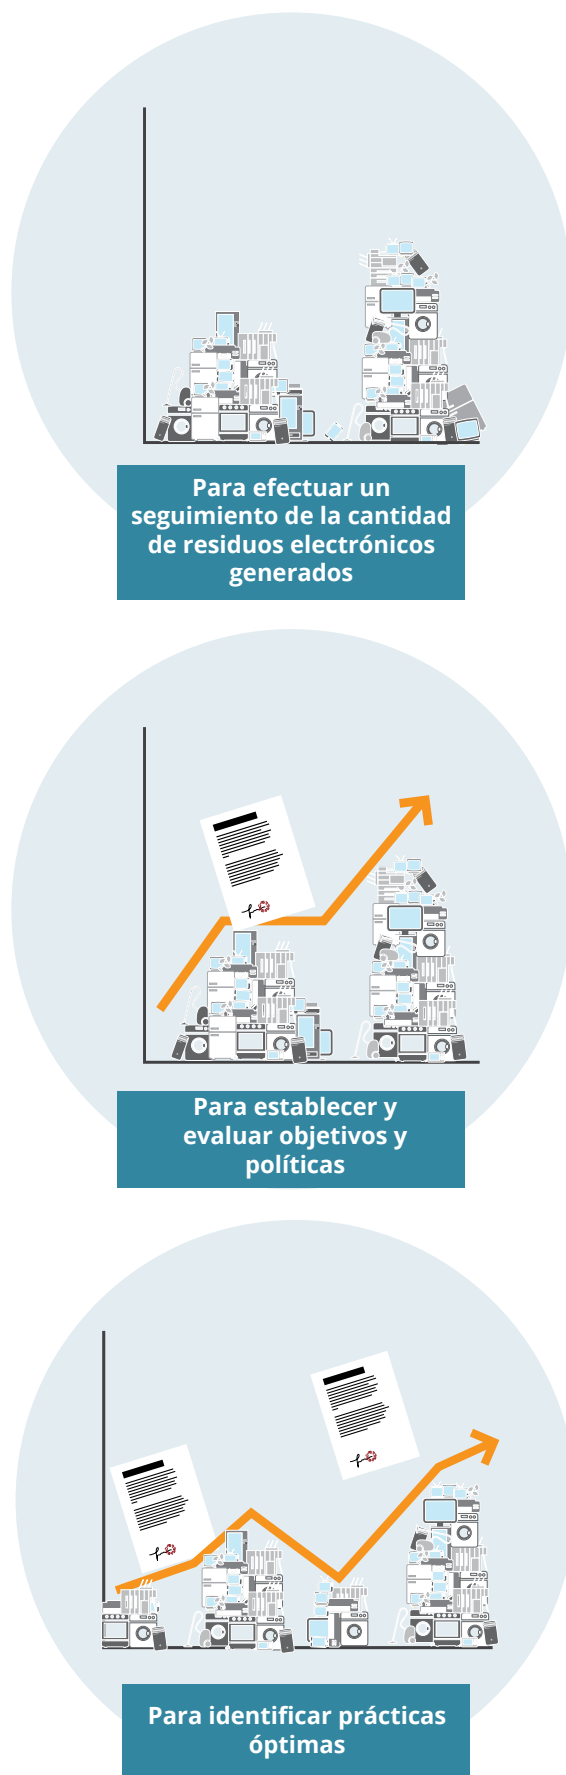 Para efectuar un
seguimiento de la cantidad
de residuos electrónicos
generados
Para establecer y
evaluar objetivos y
políticas
Para identificar prácticas
óptimas